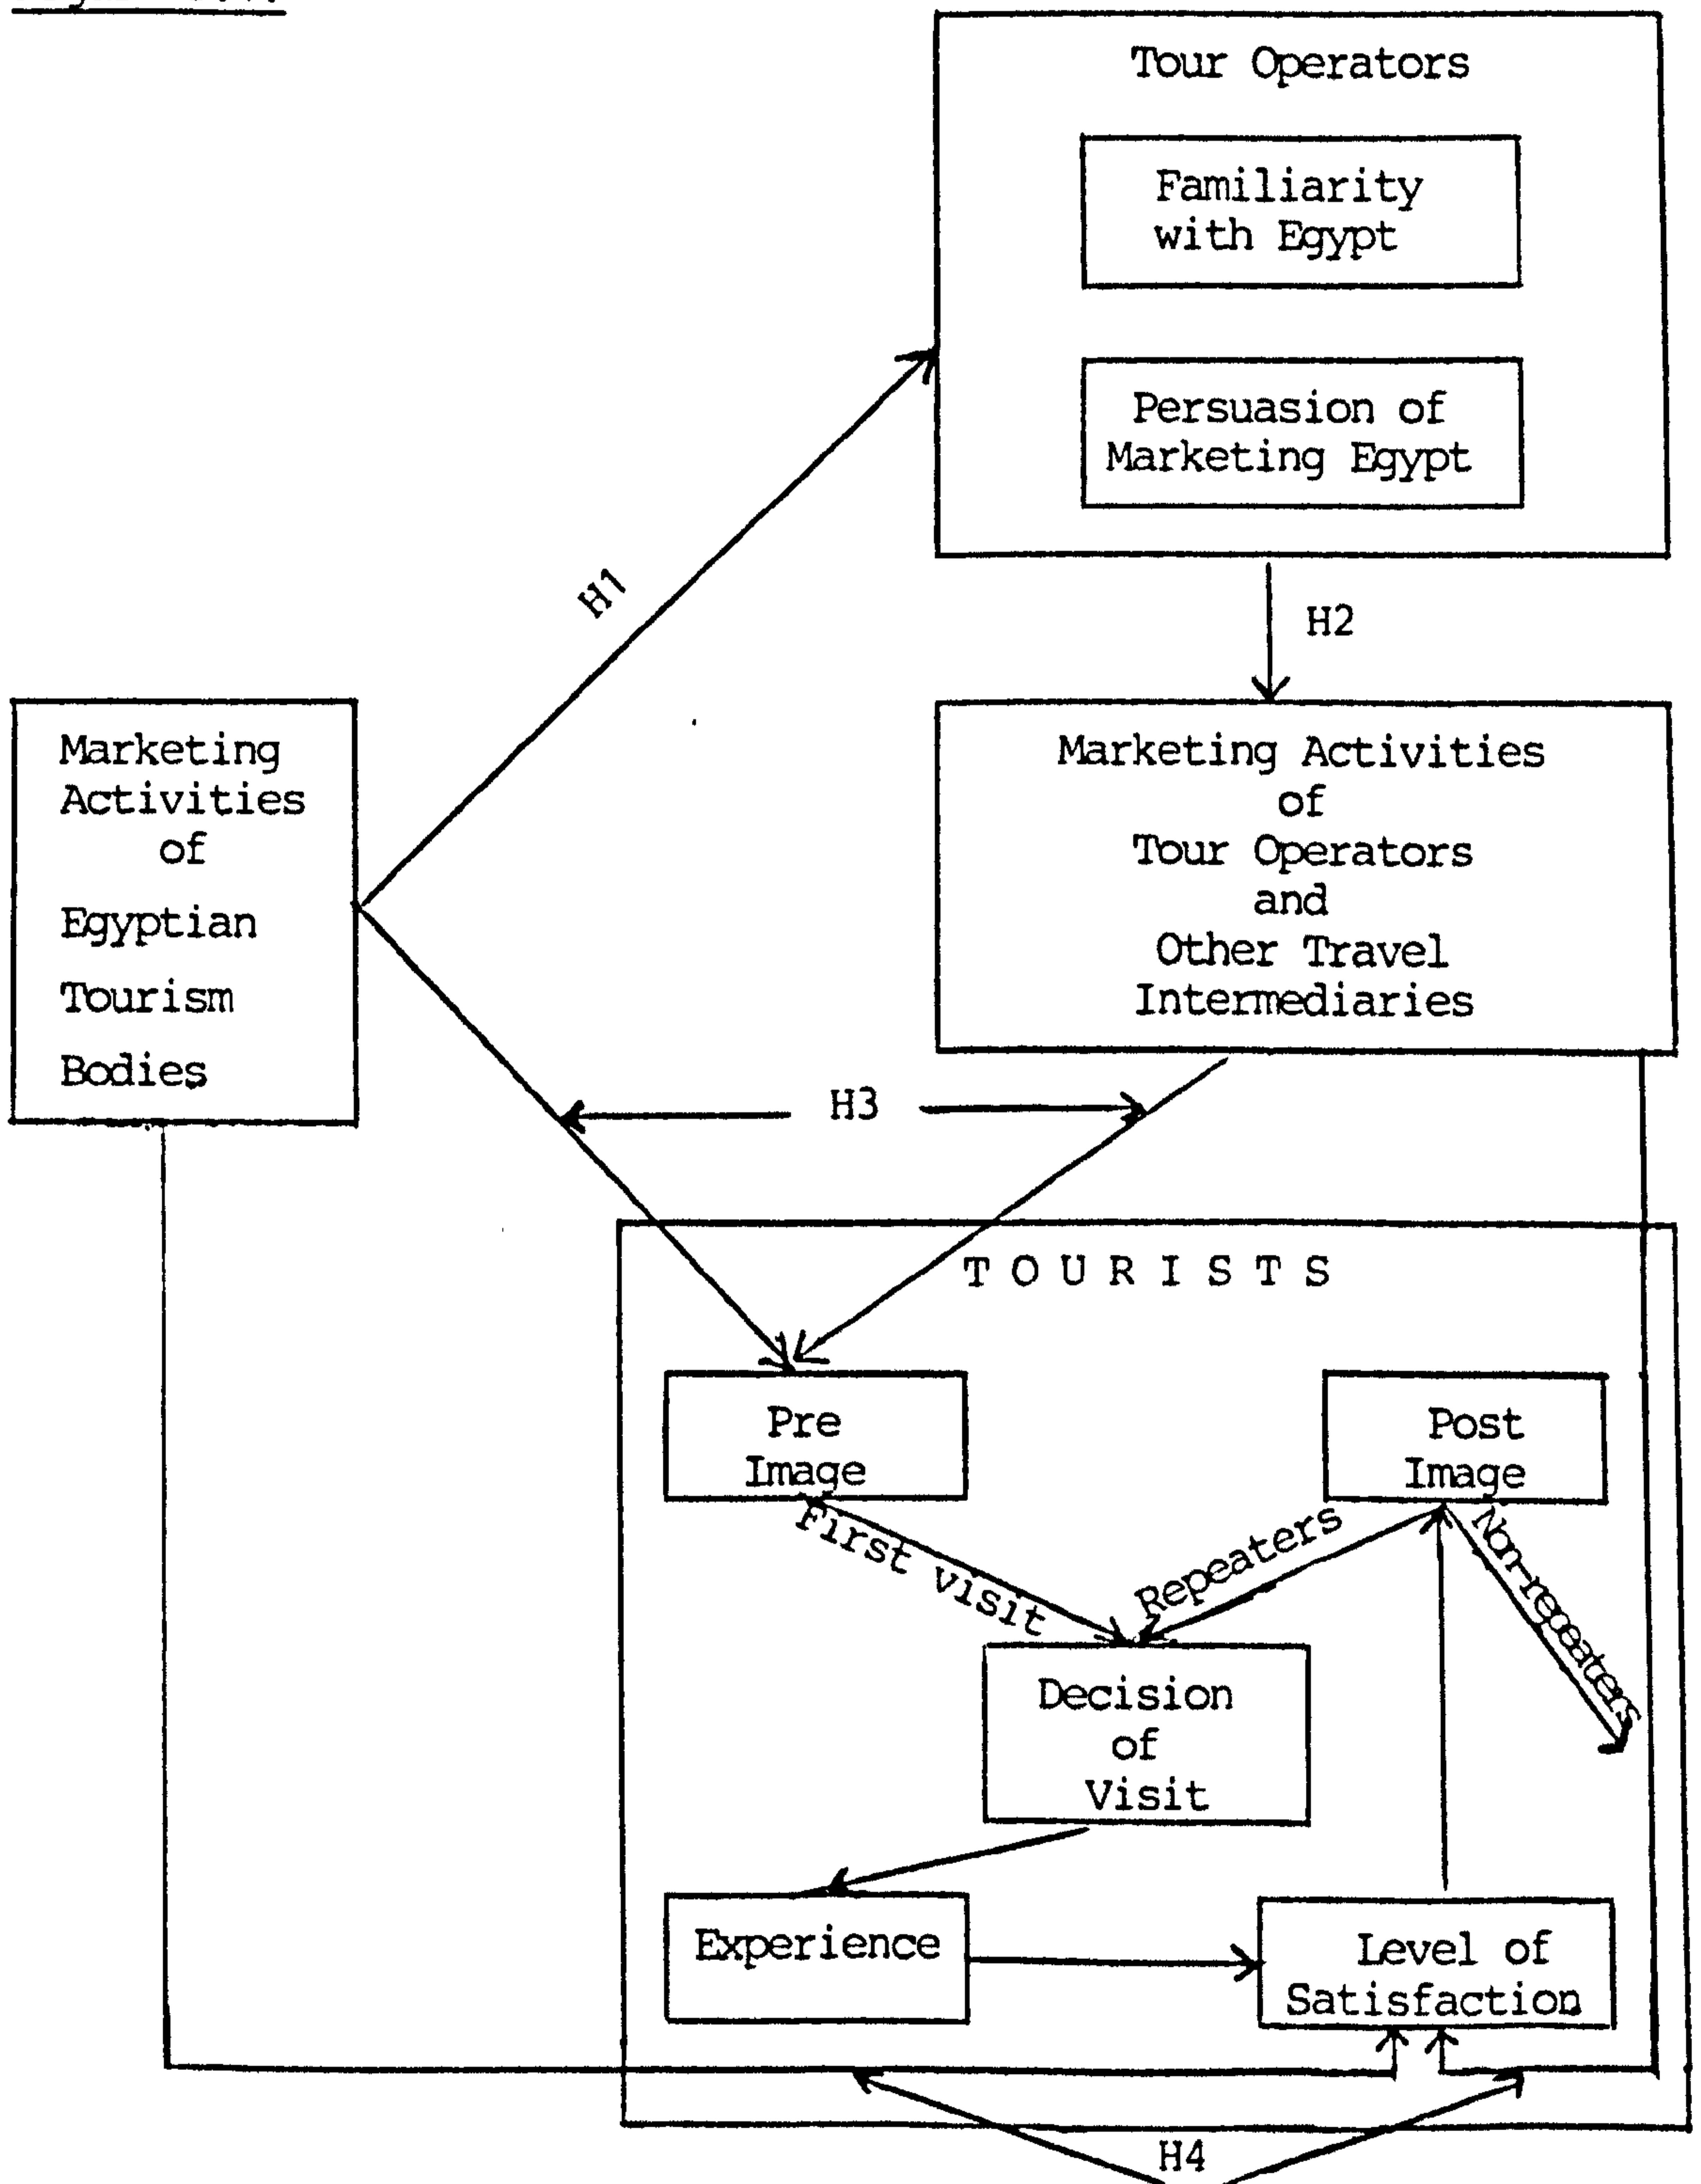 Tour Operators
Familiarity
with Egypt
Persuasion of
Marketing Egypt
H1
H2
Marketing
Activities
of
Egyptian
Tourism
Bodies
Marketing Activities
of
Tour Operators
and
Other Travel
Intermediaries
H3
TOURISTS
Pre
Image
Post
Image
First visit
Repeaters
Non-repeaters
Decision
of
Visit
Experience
Level of
Satisfaction
H4